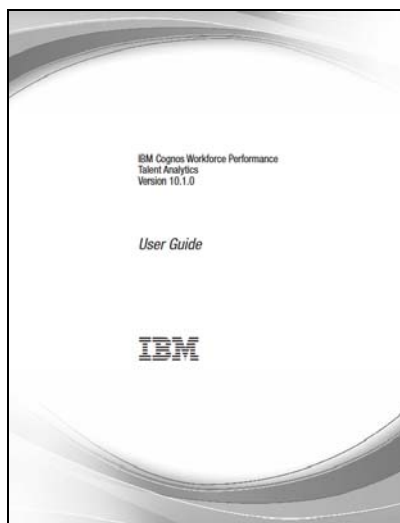 IBM Cognos Workforce Performance
Talent Analytics
Version 10.1.0
User Guide
IBM